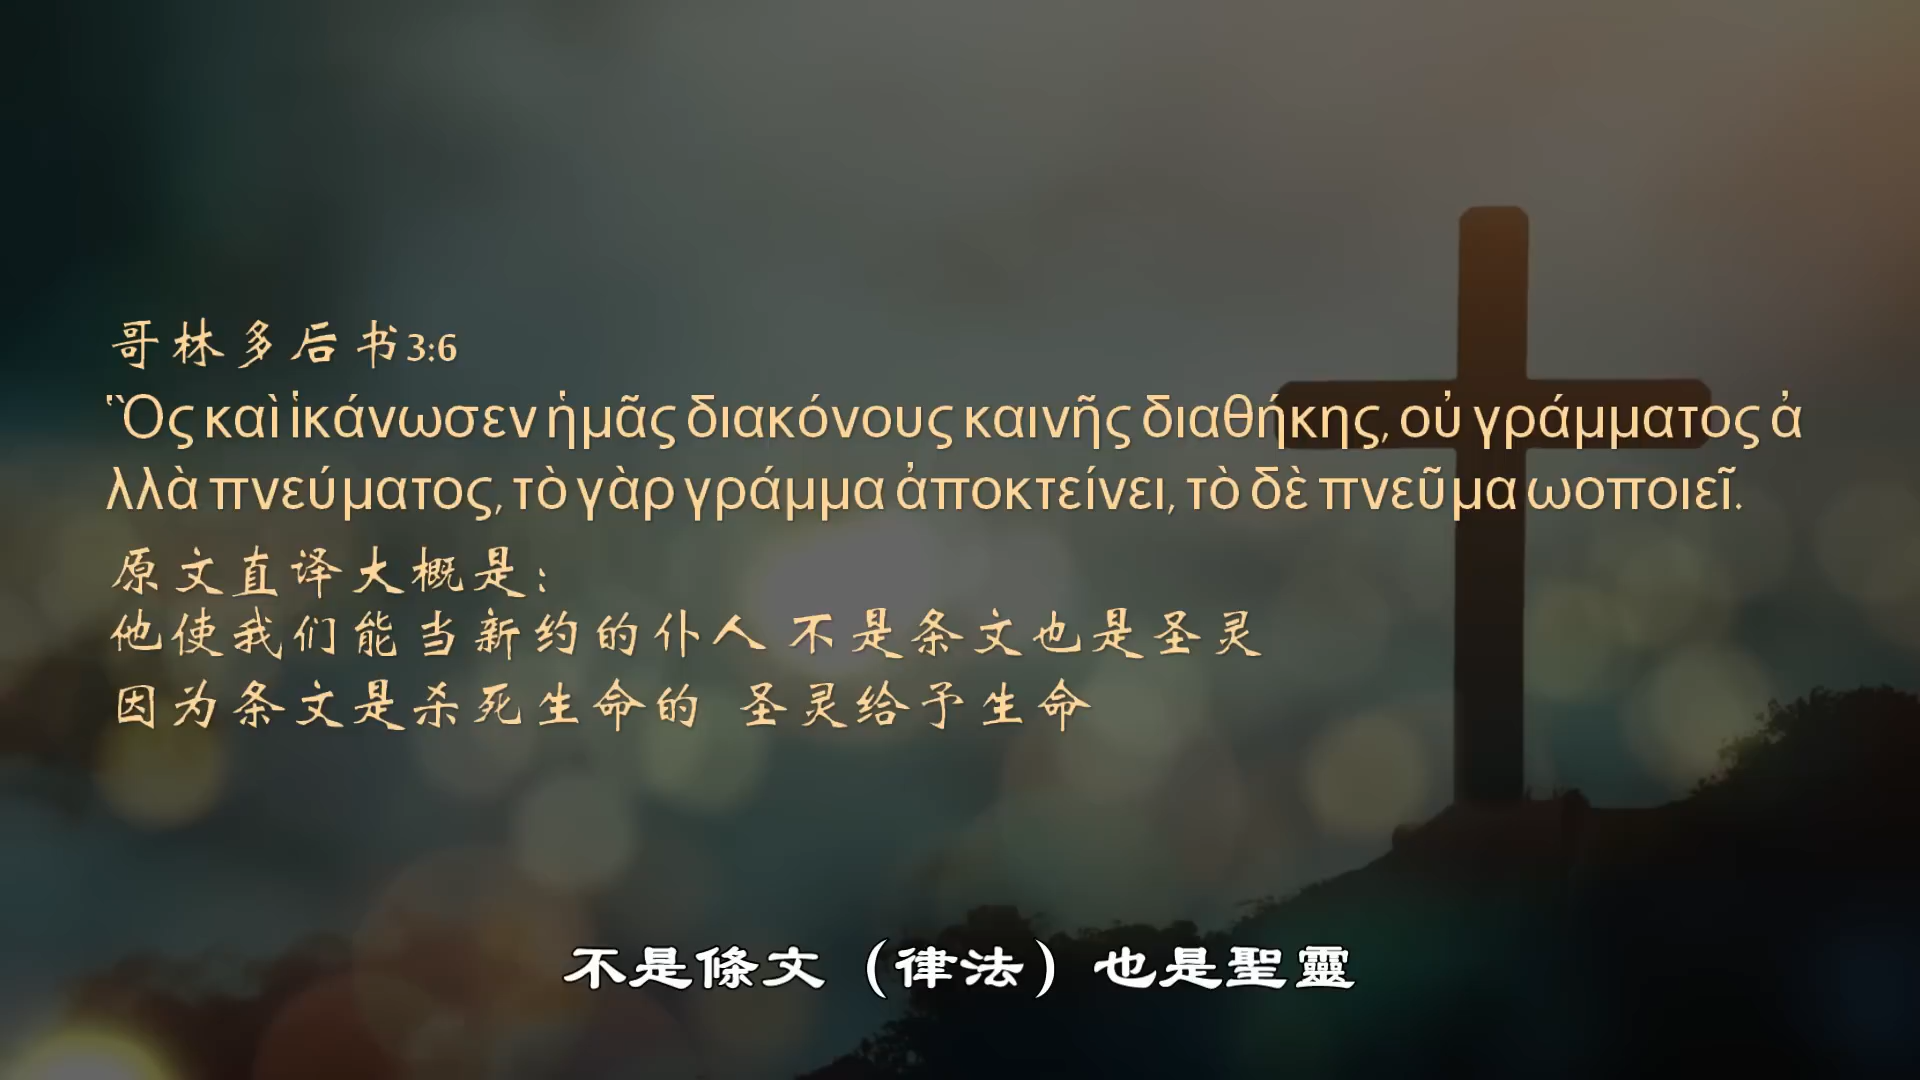 哥林多后书3:6
Ὃς καὶ ἱκάνωσεν ἡμᾶς διακόνους καινῆς διαθήκης, οὐ γράμματος ἀ
λλὰ πνεύματος, τὸ γὰρ γράμμα ἀποκτείνει, τὸ δὲ πνεῦμα ωοποιεῖ.
原文直译大概是：
他使我们能当新约的仆人 不是条文也是圣灵
因为条文是杀死生命的 圣灵给予生命
不是條文（律法）也是聖靈